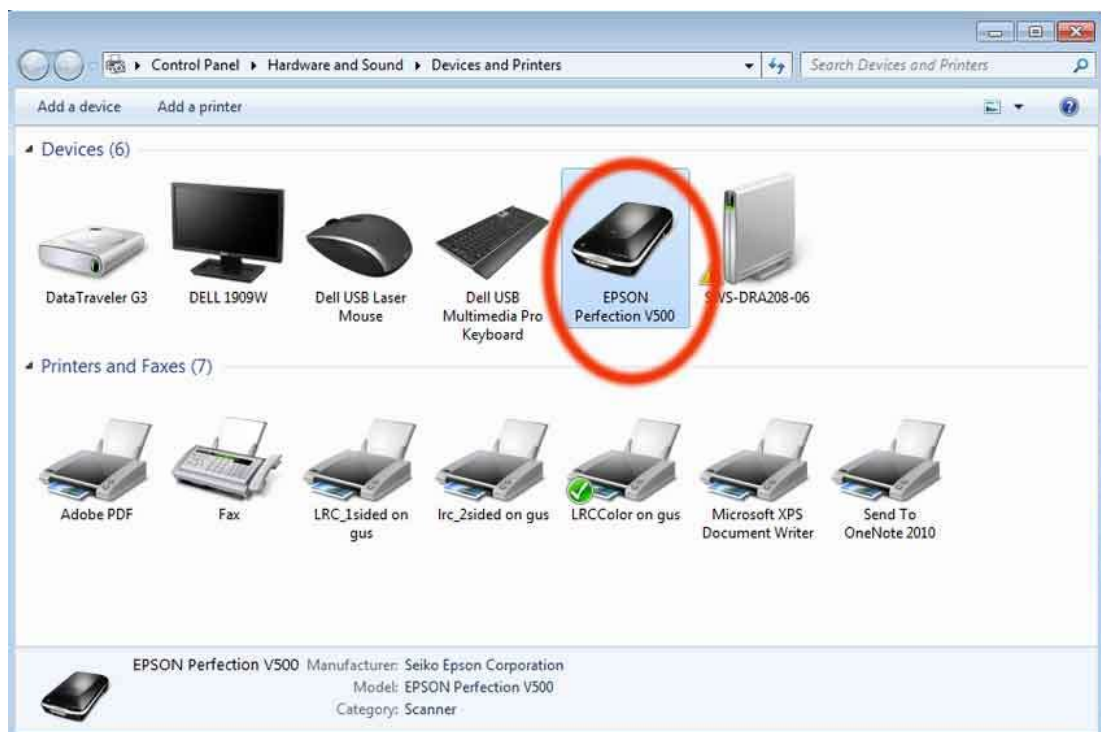 Control Panel ▸ Hardware and Sound ▸ Devices and Printers
Search Devices and Printers
Add a device Add a printer
Devices (6)
DataTraveler G3
DELL 1909W
Dell USB Laser
Mouse
Dell USB
Multimedia Pro
Keyboard
EPSON
Perfection V500
SWS-DRA208-06
Printers and Faxes (7)
Adobe PDF
Fax
LRC_1sided on
gus
lrc_2sided on gus
LRCColor on gus
Microsoft XPS
Document Writer
Send To
OneNote 2010
EPSON Perfection V500 Manufacturer: Seiko Epson Corporation
Model: EPSON Perfection V500
Category: Scanner